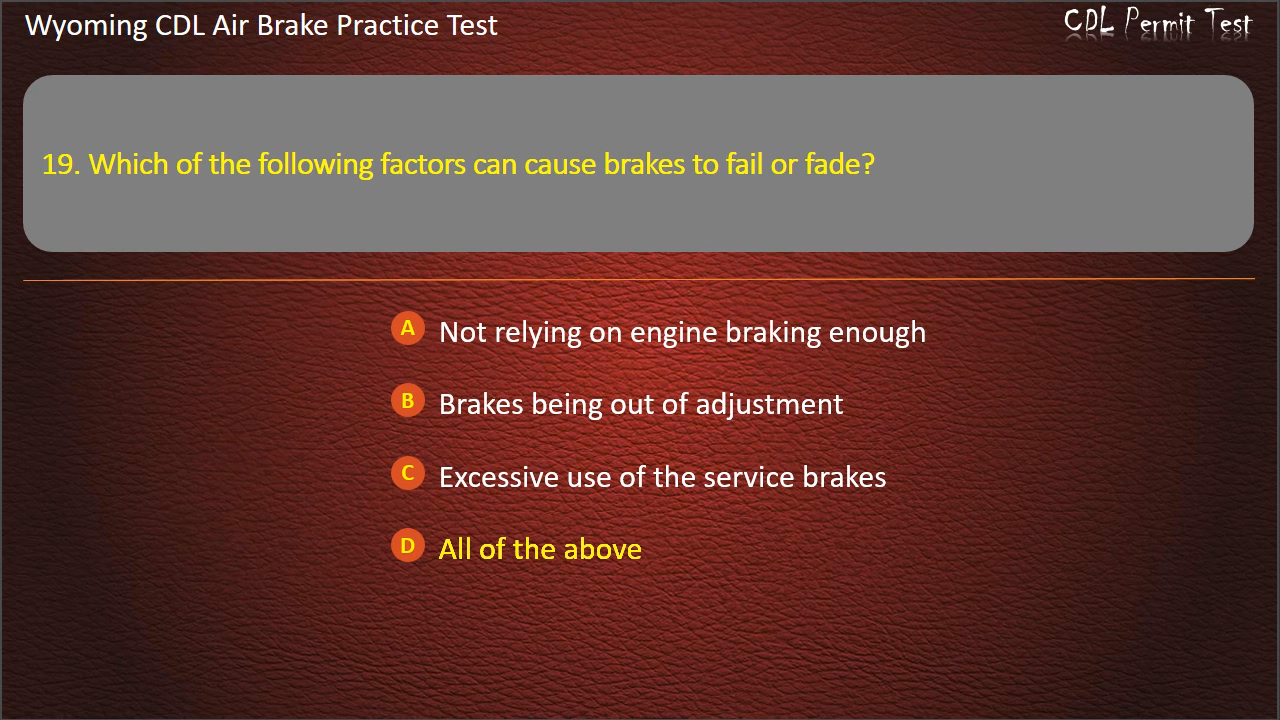 Wyoming CDL Air Brake Practice Test
CDL Permit Test
19. Which of the following factors can cause brakes to fail or fade?
A Not relying on engine braking enough
B Brakes being out of adjustment
C Excessive use of the service brakes
D All of the above